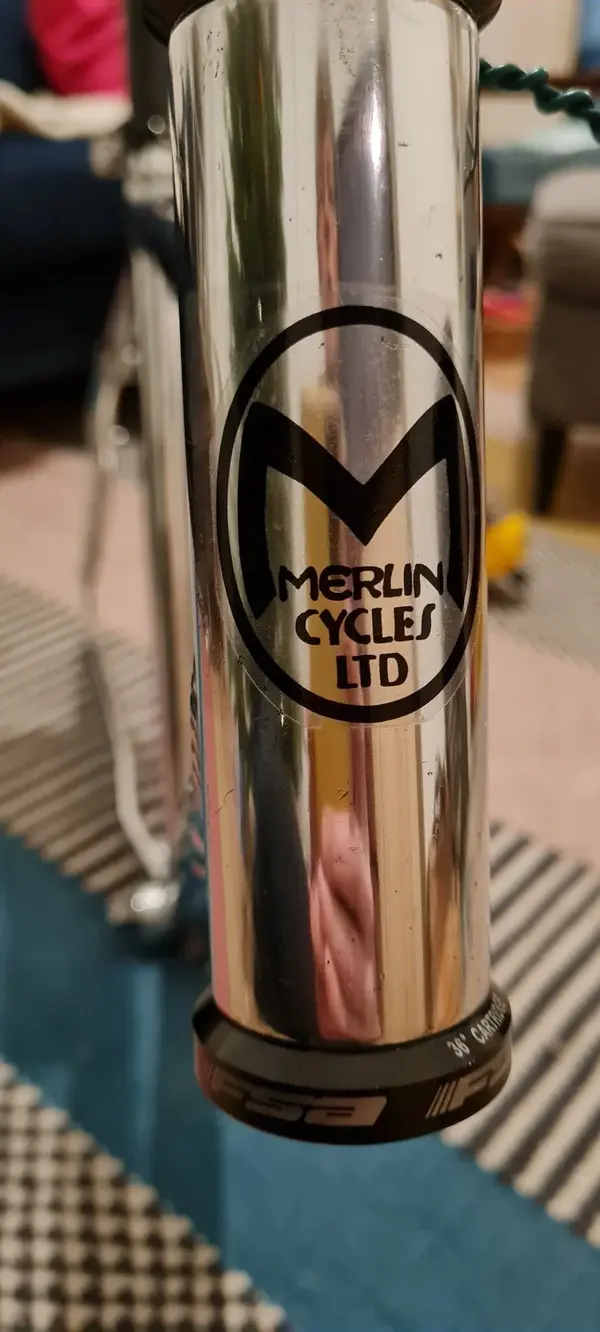 M
MERLIN
CYCLES
LTD
36°
FSA